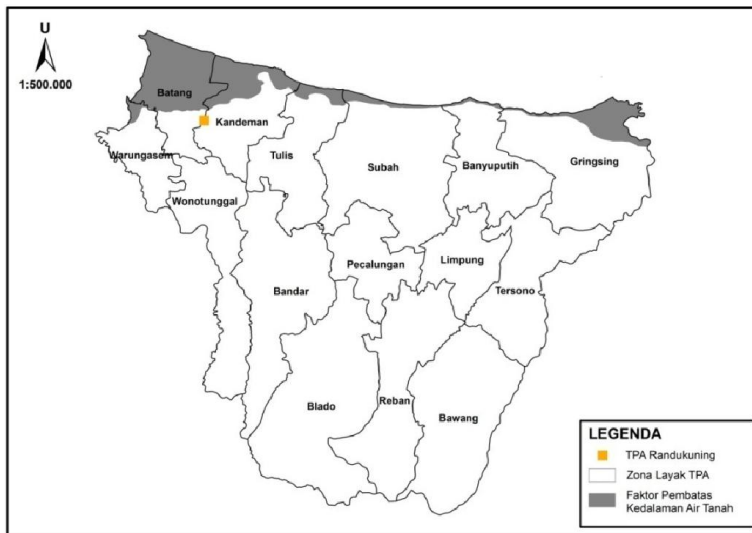 U
1:500.000
Batang
Kandeman
Warungasem
Tulis
Subah
Banyuputih
Gringsing
Wonotunggal
Pecalungan
Limpung
Bandar
Tersono
Blado
Reban
Bawang
LEGENDA
TPA Randukuning
Zona Layak TPA
Faktor Pembatas
Kedalaman Air Tanah